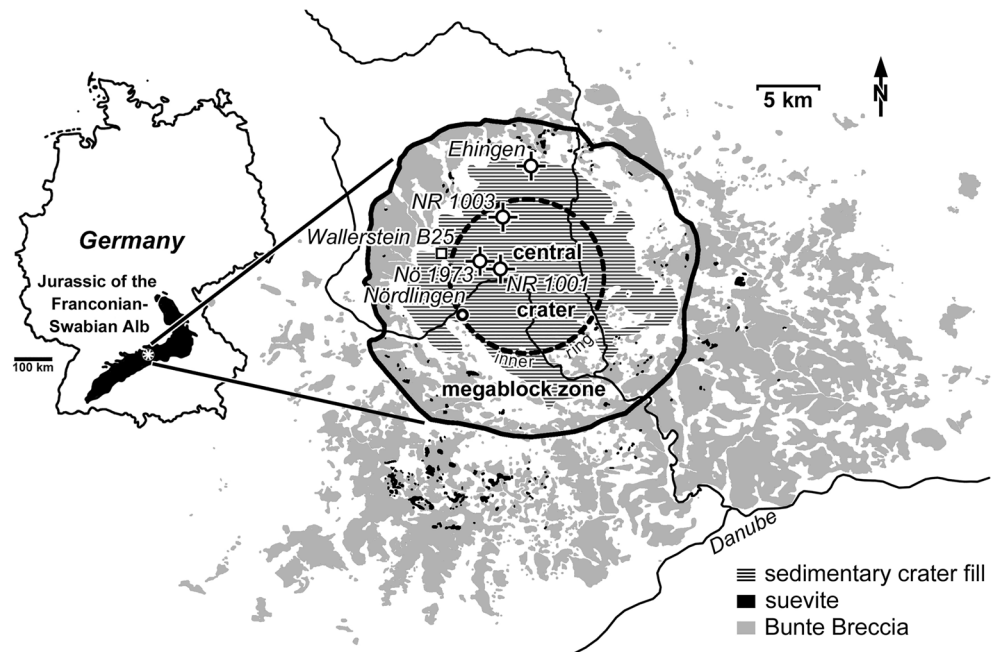 5 km
N
Ehingen
NR 1003
Germany
Wallerstein B25
central
Nö 1973
NR 1001
Jurassic of the
Franconian-
Swabian Alb
Nördlingen
crater
inner
ring
100 km
megablock zone
Danube
sedimentary crater fill
suevite
Bunte Breccia